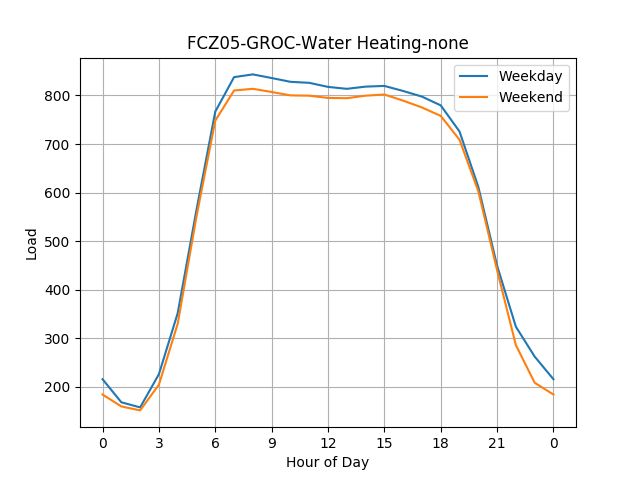 FCZ05-GROC-Water Heating-none
Weekday
Weekend
Load
800
700
600
500
400
300
200
0 3 6 9 12 15 18 21 0
Hour of Day